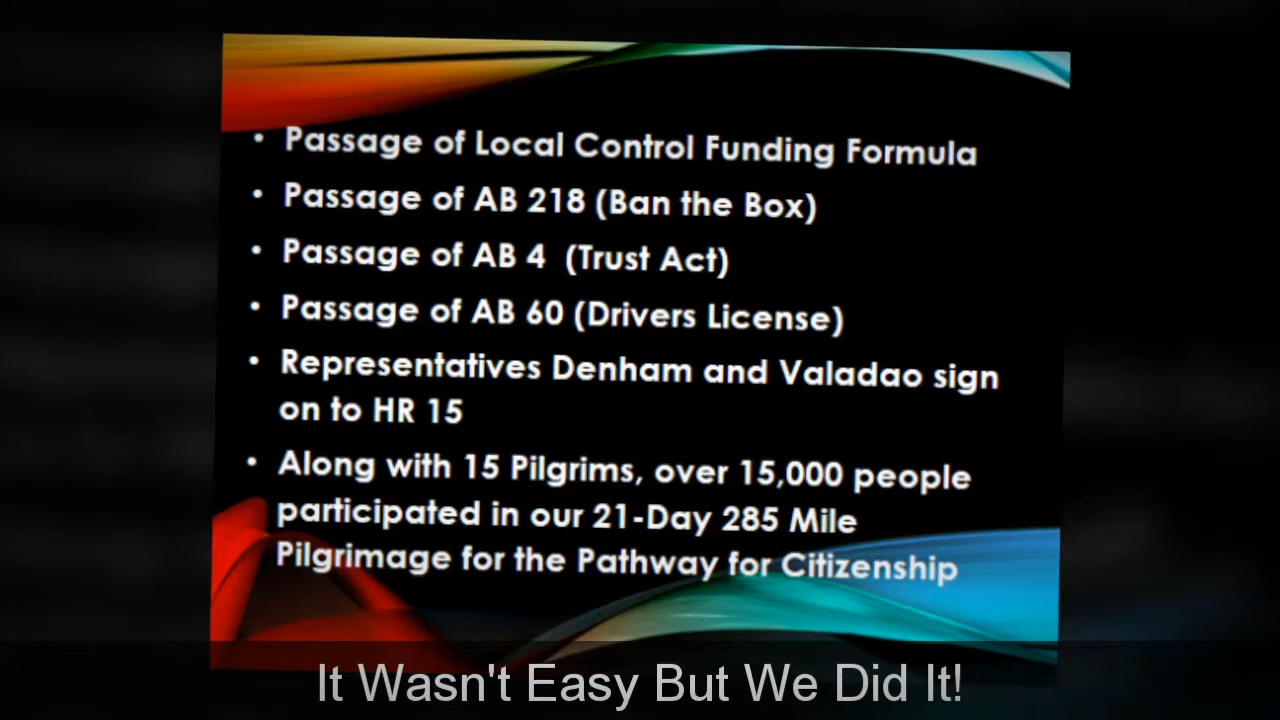 • Passage of Local Control Funding Formula
• Passage of AB 218 (Ban the Box)
• Passage of AB 4 (Trust Act)
• Passage of AB 60 (Drivers License)
• Representatives Denham and Valadao sign
on to HR 15
• Along with 15 Pilgrims, over 15,000 people
participated in our 21-Day 285 Mile
Pilgrimage for the Pathway for Citizenship
It Wasn't Easy But We Did It!